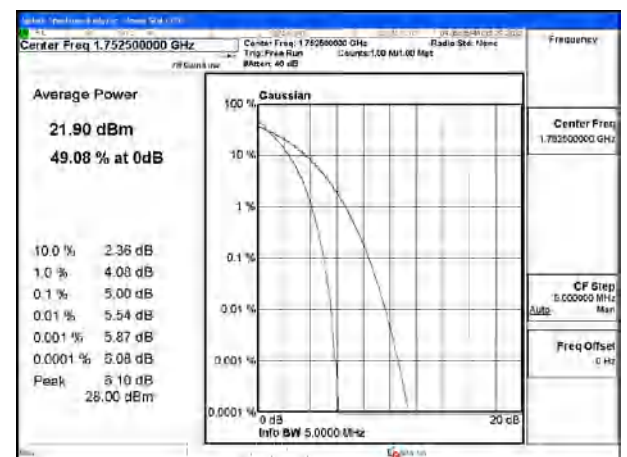 Center Freq 1.752500000 GHz
Center Freq: 1.752500000 GHz
Radio Std: None
Trig: Free Run
Counts:1.00 M/1.00 Mpt
#Atten: 40 dB
Frequency
Average Power
21.90 dBm
49.08 % at 0dB
10.0 % 2.36 dB
1.0 % 4.08 dB
0.1 % 5.00 dB
0.01 % 5.54 dB
0.001 % 5.87 dB
0.0001 % 6.08 dB
Peak 6.10 dB
28.00 dBm
Gaussian
100 %
10 %
1 %
0.1 %
0.01 %
0.001 %
0.0001 %
0 dB
20 dB
Info BW 5.0000 MHz
Center Freq
1.752500000 GHz
CF Step
5.000000 MHz
Auto Man
Freq Offset
0 Hz